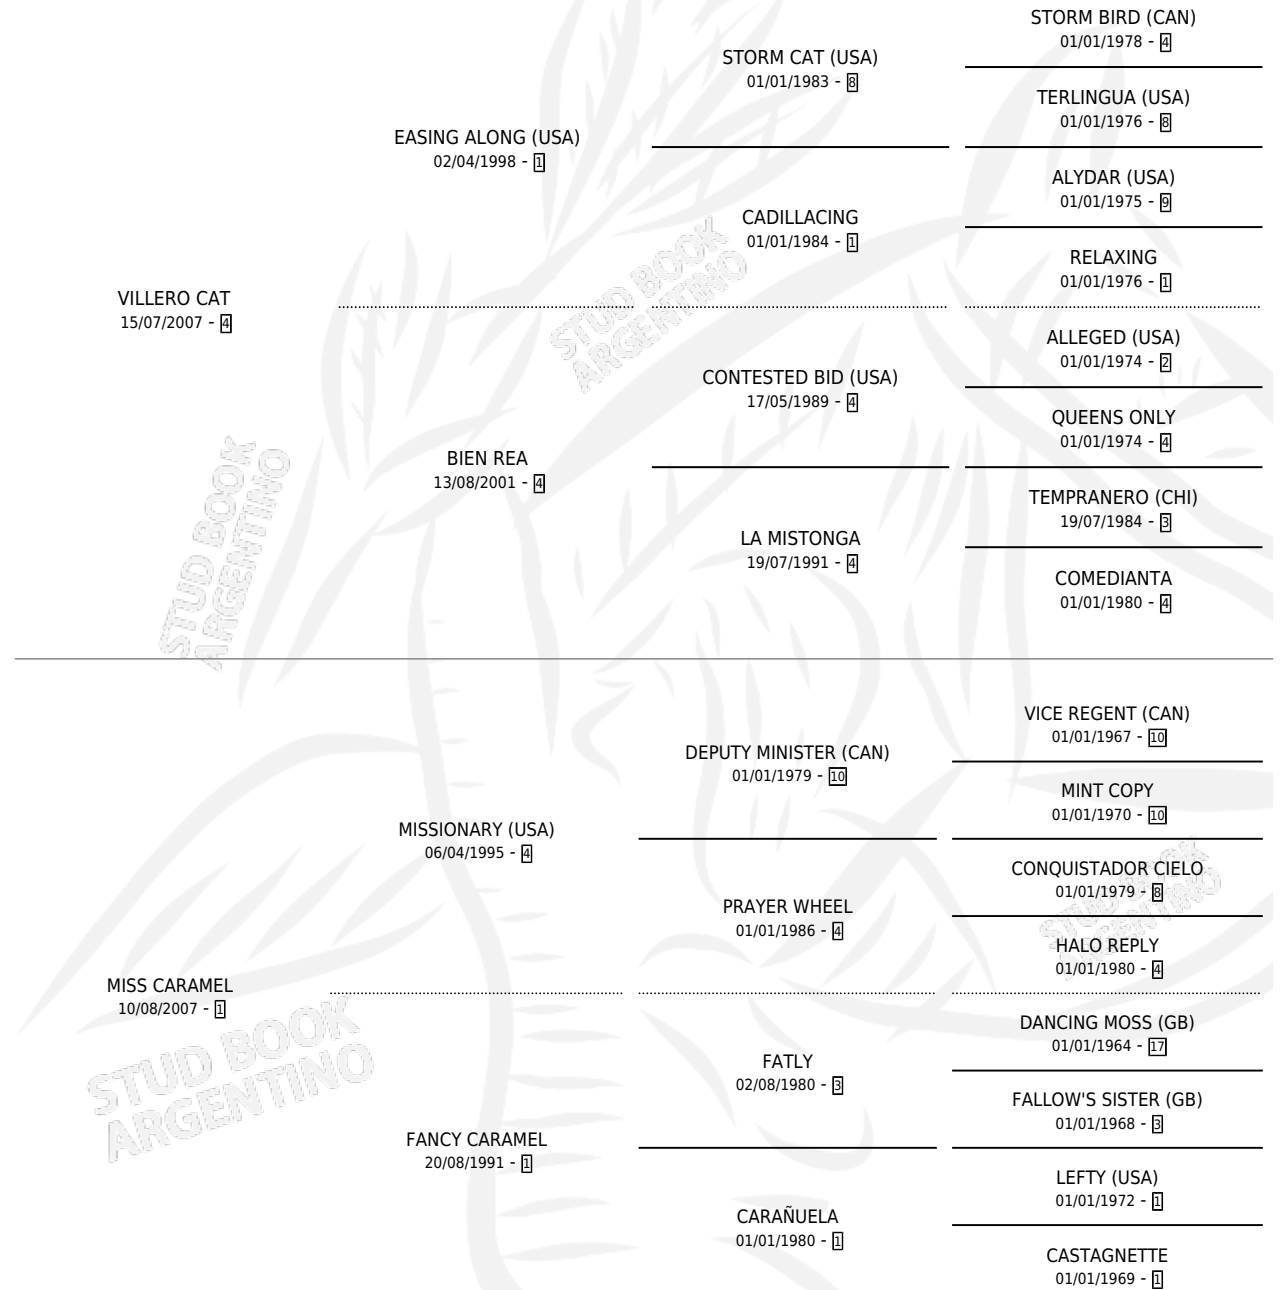 STORM BIRD (CAN)
01/01/1978 - 4
STORM CAT (USA)
01/01/1983 - 8
TERLINGUA (USA)
01/01/1976 - 8
EASING ALONG (USA)
02/04/1998 - 1
ALYDAR (USA)
01/01/1975 - 9
CADILLACING
01/01/1984 - 1
RELAXING
01/01/1976 - 1
VILLERO CAT
15/07/2007 - 4
STUD BOOK
ARGENTINO
ALLEGED (USA)
01/01/1974 - 2
CONTESTED BID (USA)
17/05/1989 - 4
QUEENS ONLY
01/01/1974 - 4
BIEN REA
13/08/2001 - 4
TEMPRANERO (CHI)
19/07/1984 - 3
LA MISTONGA
19/07/1991 - 4
COMEDIANTA
01/01/1980 - 4
STUD BOOK
ARGENTINO
VICE REGENT (CAN)
01/01/1967 - 10
DEPUTY MINISTER (CAN)
01/01/1979 - 10
MINT COPY
01/01/1970 - 10
MISSIONARY (USA)
06/04/1995 - 4
CONQUISTADOR CIELO
01/01/1979 - 8
PRAYER WHEEL
01/01/1986 - 4
HALO REPLY
01/01/1980 - 4
STUD BOOK
ARGENTINO
MISS CARAMEL
10/08/2007 - 1
DANCING MOSS (GB)
01/01/1964 - 17
FATLY
02/08/1980 - 3
FALLOW'S SISTER (GB)
01/01/1968 - 3
STUD BOOK
ARGENTINO
FANCY CARAMEL
20/08/1991 - 1
LEFTY (USA)
01/01/1972 - 1
CARAÑUELA
01/01/1980 - 1
CASTAGNETTE
01/01/1969 - 1